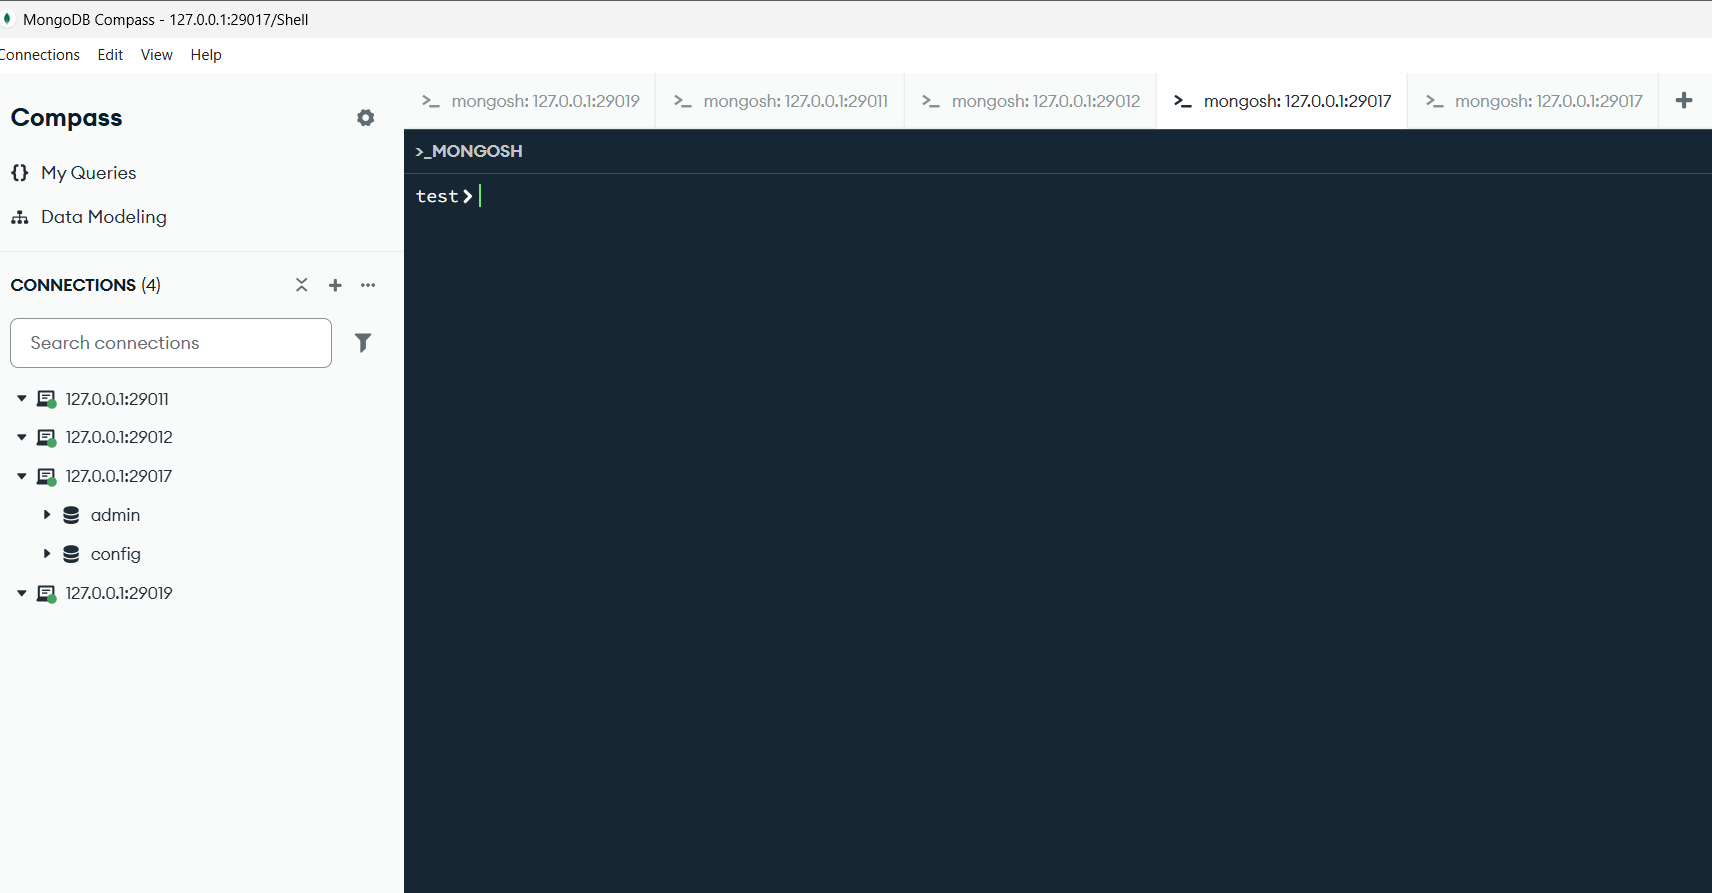 MongoDB Compass - 127.0.0.1:29017/Shell
Connections Edit View Help
Compass
My Queries
Data Modeling
CONNECTIONS (4)
Search connections
127.0.0.1:29011
127.0.0.1:29012
127.0.0.1:29017
admin
config
127.0.0.1:29019
mongosh: 127.0.0.1:29019
mongosh: 127.0.0.1:29011
mongosh: 127.0.0.1:29012
mongosh: 127.0.0.1:29017
mongosh: 127.0.0.1:29017
>_MONGOSH
test>